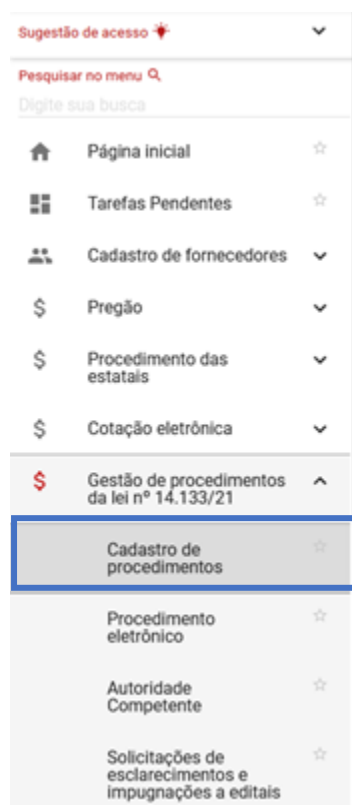 Sugestão de acesso
Pesquisar no menu
Digite sua busca
Página inicial
Tarefas Pendentes
Cadastro de fornecedores
$ Pregão
$ Procedimento das
estatais
$ Cotação eletrônica
$ Gestão de procedimentos
da lei nº 14.133/21
Cadastro de
procedimentos
Procedimento
eletrônico
Autoridade
Competente
Solicitações de
esclarecimentos e
impugnações a editais